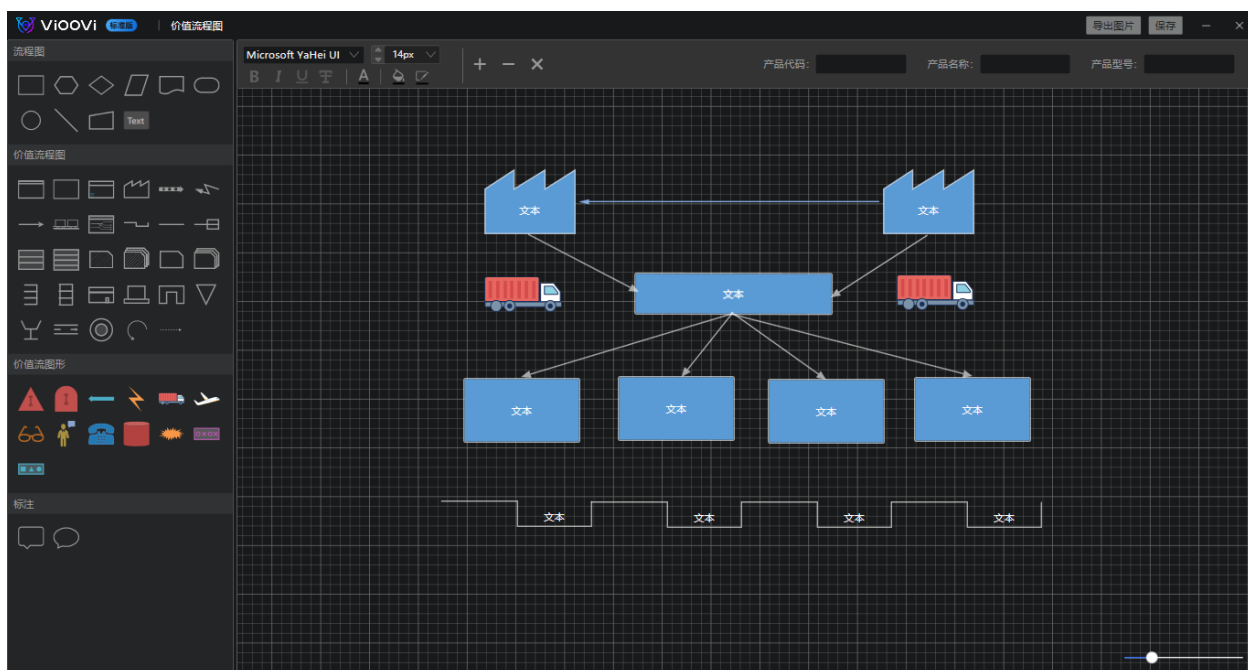 ViOOVi 标准版 价值流程图 导出图片 保存
流程图
Microsoft YaHei UI 14px
B I U T A
产品代码: 产品名称: 产品型号:
Text
价值流程图
价值流图形
标注
文本 文本
文本
文本 文本 文本 文本
文本 文本 文本 文本